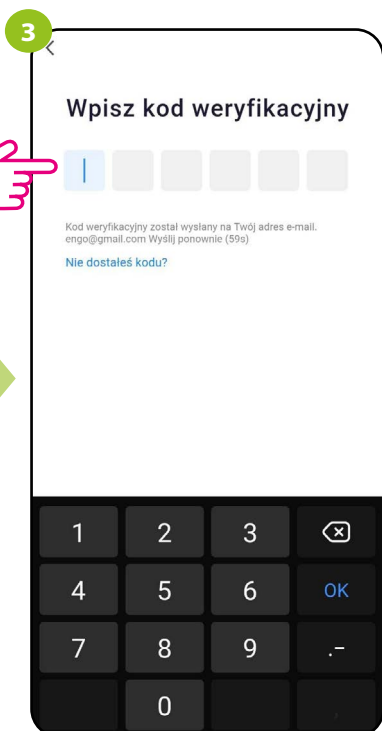 3
Wpisz kod weryfikacyjny
Kod weryfikacyjny został wysłany na Twój adres e-mail.
engo@gmail.com Wyślij ponownie (59s)
Nie dostałeś kodu?
1 2 3
4 5 6 OK
7 8 9 .-
0 ,